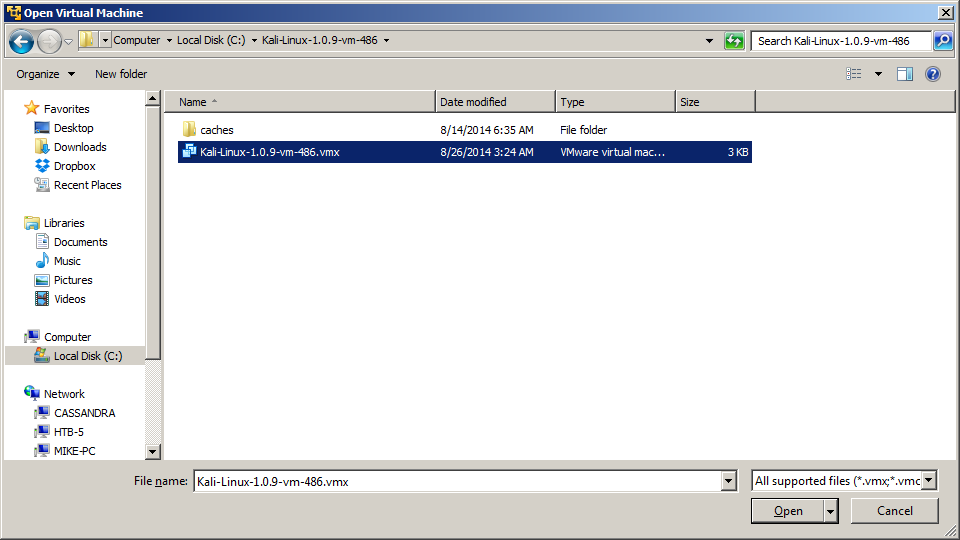 Open Virtual Machine
Computer Local Disk (C:) Kali-Linux-1.0.9-vm-486 Search Kali-Linux-1.0.9-vm-486
Organize New folder
Name Date modified Type Size
Favorites
Desktop
Downloads
Dropbox
Recent Places
Libraries
Documents
Music
Pictures
Videos
Computer
Local Disk (C:)
Network
CASSANDRA
HTB-5
MIKE-PC
caches 8/14/2014 6:35 AM File folder
Kali-Linux-1.0.9-vm-486.vmx 8/26/2014 3:24 AM VMware virtual mac... 3 KB
File name: Kali-Linux-1.0.9-vm-486.vmx All supported files (*.vmx;*.vmc
Open Cancel